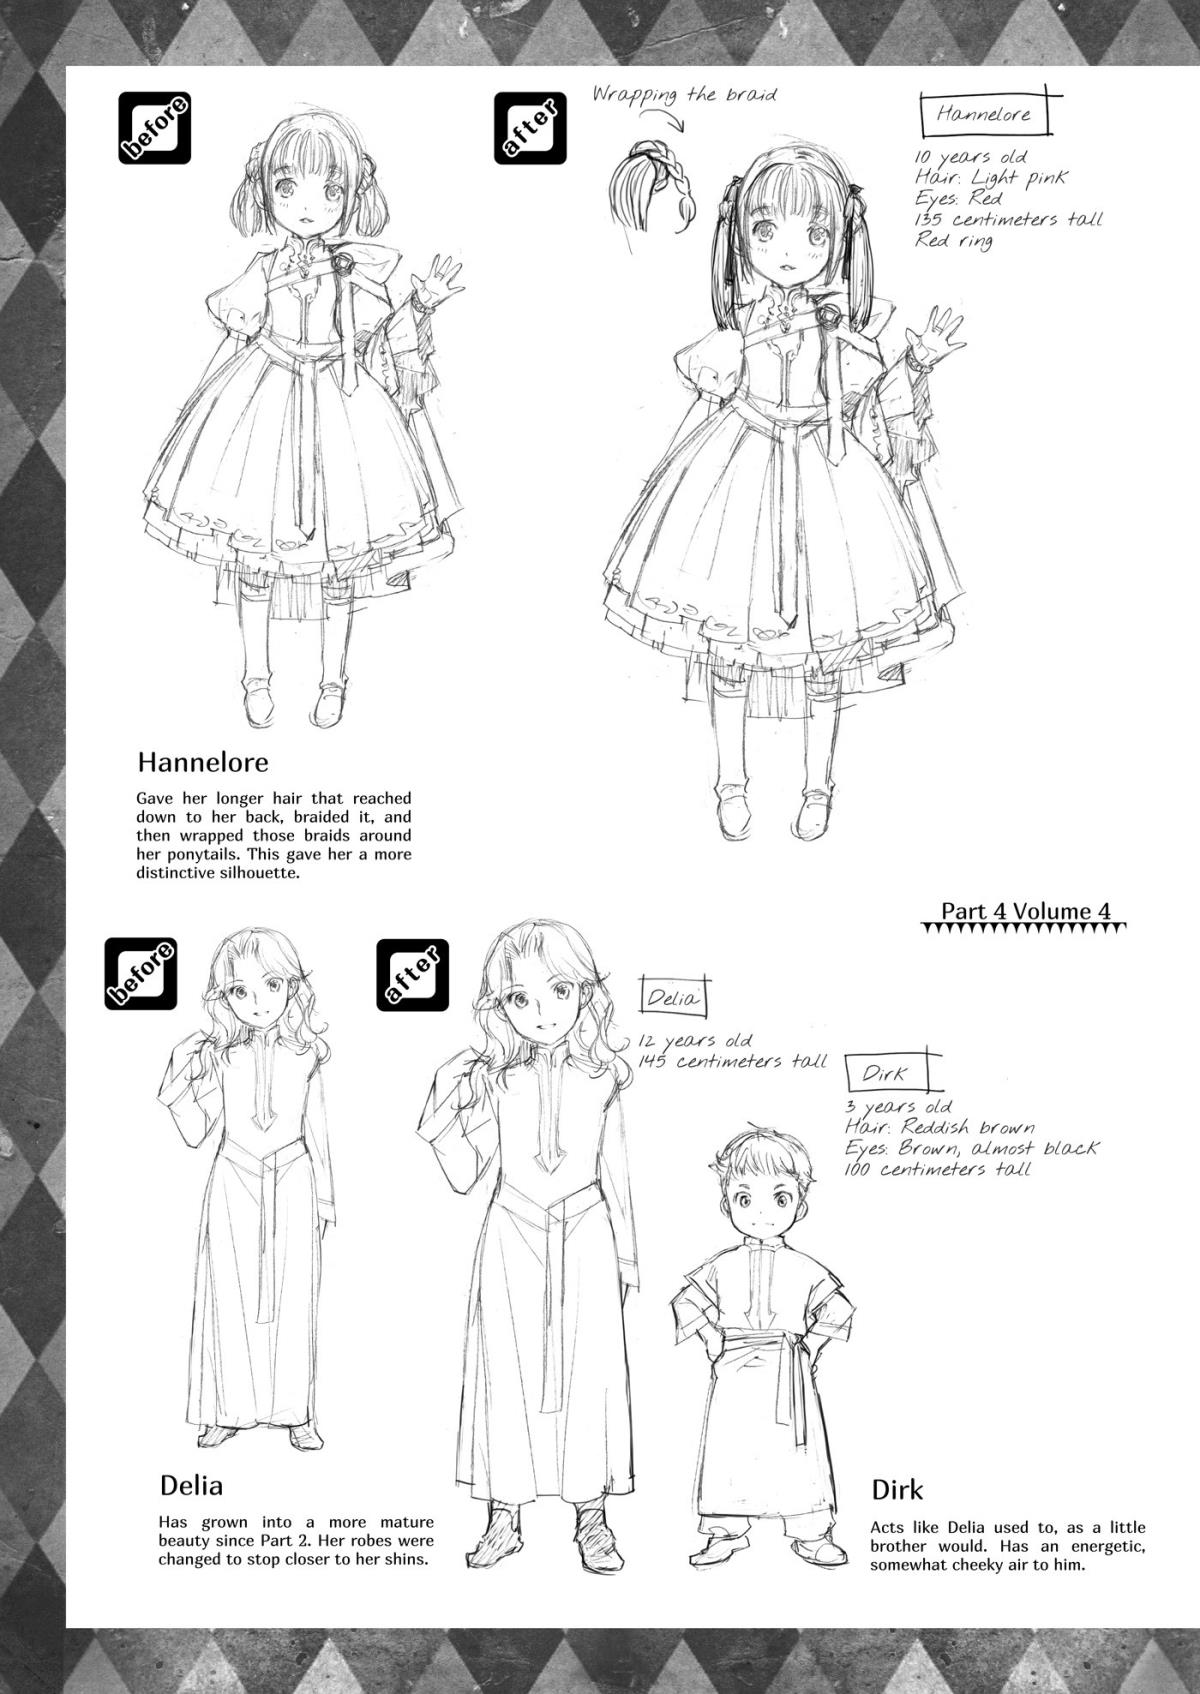 before
after
Wrapping the braid
Hannelore
10 years old
Hair: Light pink
Eyes: Red
135 centimeters tall
Red ring
Hannelore
Gave her longer hair that reached
down to her back, braided it, and
then wrapped those braids around
her ponytails. This gave her a more
distinctive silhouette.
Part 4 Volume 4
before
after
Delia
12 years old
145 centimeters tall
Dirk
3 years old
Hair: Reddish brown
Eyes: Brown, almost black
100 centimeters tall
Delia
Has grown into a more mature
beauty since Part 2. Her robes were
changed to stop closer to her shins.
Dirk
Acts like Delia used to, as a little
brother would. Has an energetic,
somewhat cheeky air to him.